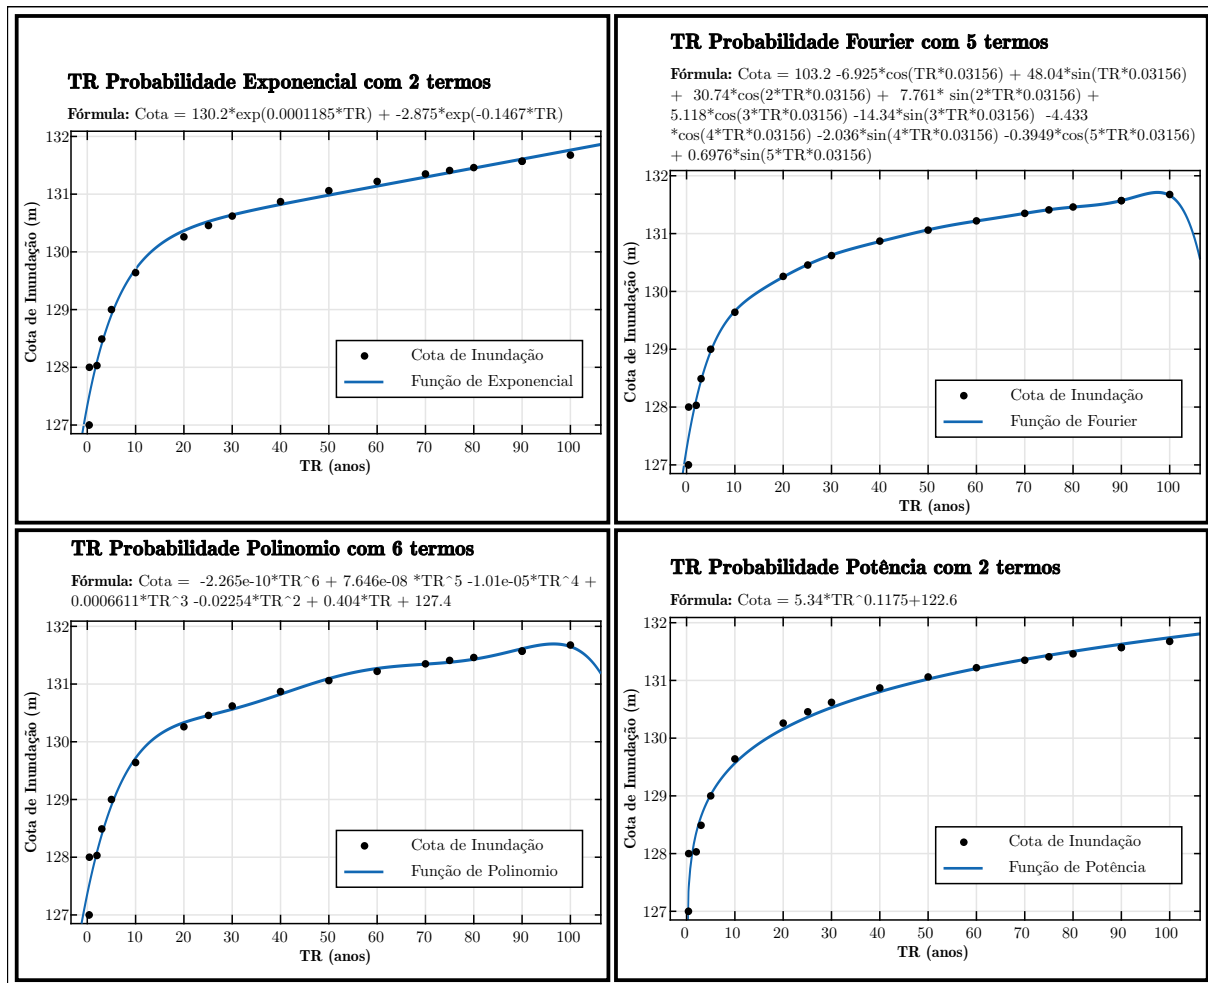 TR Probabilidade Exponencial com 2 termos
Fórmula: Cota = 130.2*exp(0.0001185*TR) + -2.875*exp(-0.1467*TR)
132
131
130
129
128
127
Cota de Inundação (m)
Cota de Inundação
Função de Exponencial
0 10 20 30 40 50 60 70 80 90 100
TR (anos)
TR Probabilidade Fourier com 5 termos
Fórmula: Cota = 103.2 -6.925*cos(TR*0.03156) + 48.04*sin(TR*0.03156)
+ 30.74*cos(2*TR*0.03156) + 7.761* sin(2*TR*0.03156) +
5.118*cos(3*TR*0.03156) -14.34*sin(3*TR*0.03156) -4.433
*cos(4*TR*0.03156) -2.036*sin(4*TR*0.03156) -0.3949*cos(5*TR*0.03156)
+ 0.6976*sin(5*TR*0.03156)
132
131
130
129
128
127
Cota de Inundação (m)
Cota de Inundação
Função de Fourier
0 10 20 30 40 50 60 70 80 90 100
TR (anos)
TR Probabilidade Polinomio com 6 termos
Fórmula: Cota = -2.265e-10*TR^6 + 7.646e-08 *TR^5 -1.01e-05*TR^4 +
0.0006611*TR^3 -0.02254*TR^2 + 0.404*TR + 127.4
132
131
130
129
128
127
Cota de Inundação (m)
Cota de Inundação
Função de Polinomio
0 10 20 30 40 50 60 70 80 90 100
TR (anos)
TR Probabilidade Potência com 2 termos
Fórmula: Cota = 5.34*TR^0.1175+122.6
132
131
130
129
128
127
Cota de Inundação (m)
Cota de Inundação
Função de Potência
0 10 20 30 40 50 60 70 80 90 100
TR (anos)